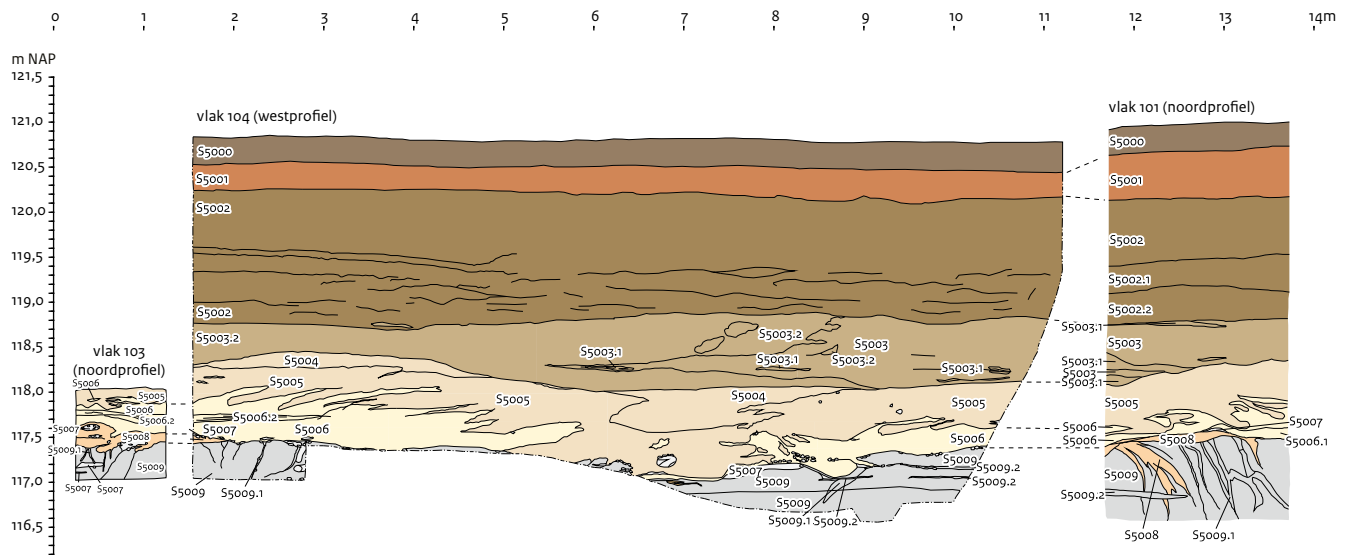 0 1 2 3 4 5 6 7 8 9 10 11 12 13 14m
m NAP
121,5
121,0
120,5
120,0
119,5
119,0
118,5
118,0
117,5
117,0
116,5
vlak 103
(noordprofiel)
S5006
S5005
S5006
S5006.2
S5007
S5008
S5009.1
S5009
S5007 S5007
vlak 104 (westprofiel)
S5000
S5001
S5002
S5002
S5003.2
S5003.2
S5003
S5003.1
S5003.1
S5003.2
S5003.1
S5004
S5005
S5005
S5004
S5005
S5006.2
S5007
S5006
S5006
S5009
S5007
S5009
S5009.2
S5009.2
S5009 S5009.1
S5009
S5009.1 S5009.2
vlak 101 (noordprofiel)
S5000
S5001
S5002
S5002.1
S5002.2
S5003.1
S5003
S5003.1
S5003
S5003.1
S5005
S5006
S5006
S5007
S5008
S5006.1
S5009
S5009.2
S5008
S5009.1